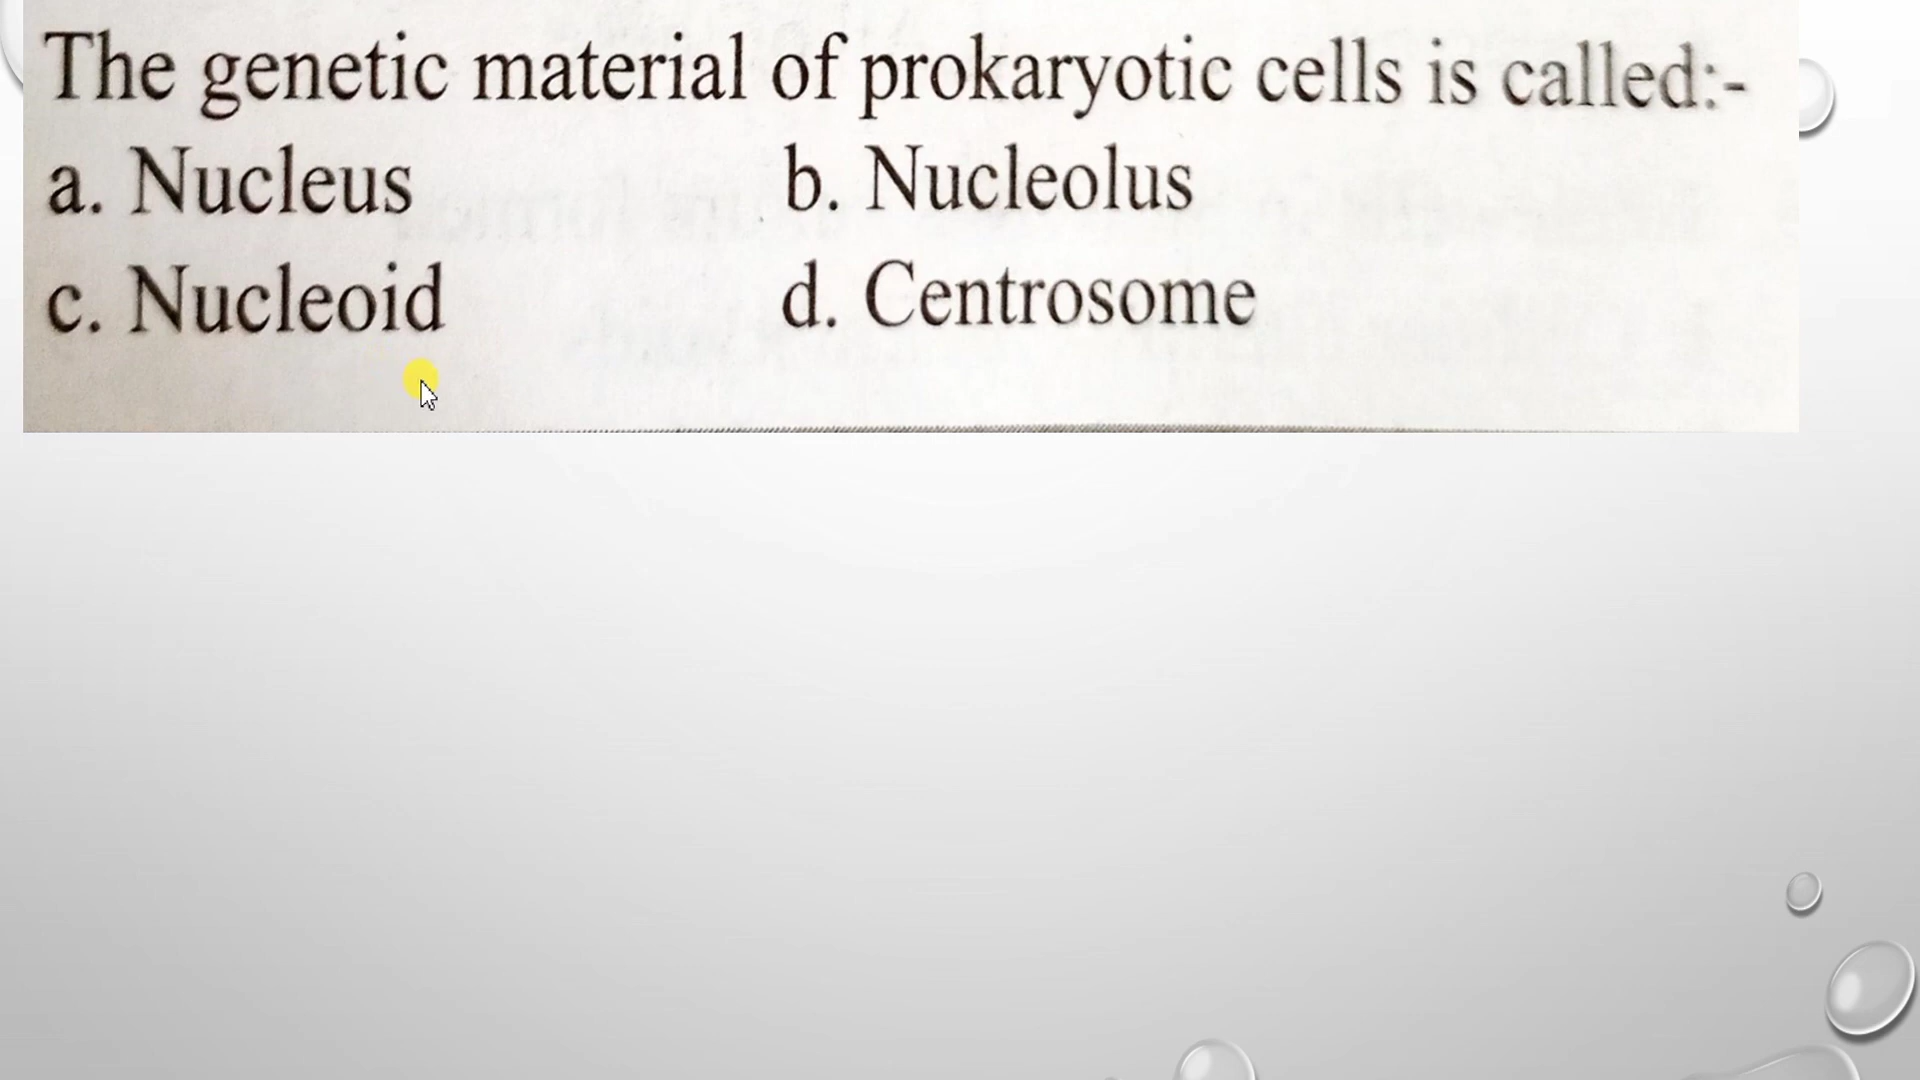 The genetic material of prokaryotic cells is called:-
a. Nucleus b. Nucleolus
c. Nucleoid d. Centrosome